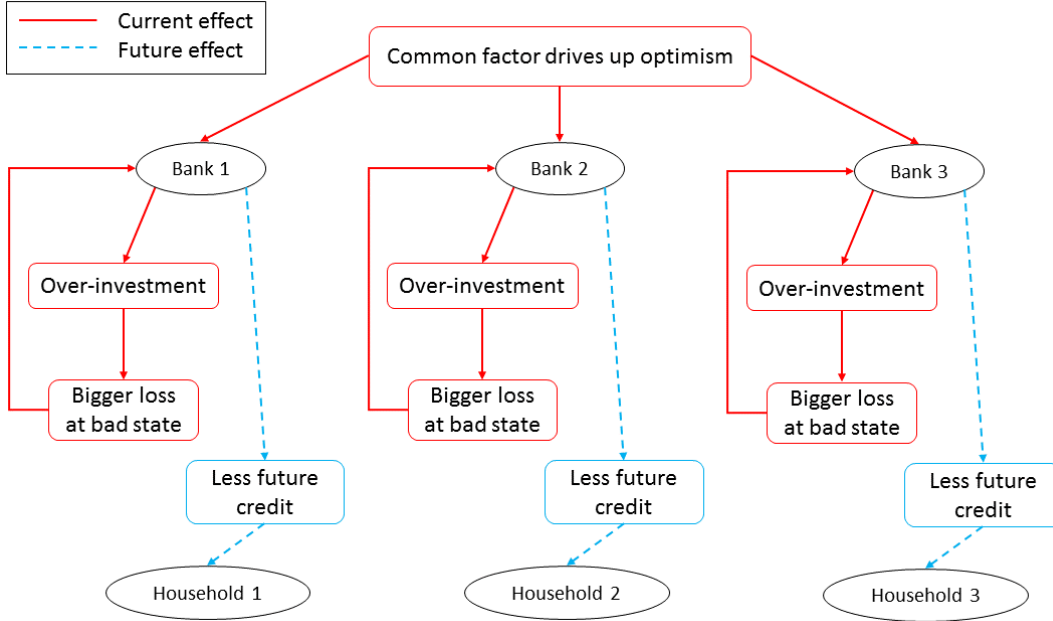 Current effect
Future effect
Common factor drives up optimism
Bank 1
Bank 2
Bank 3
Over-investment
Over-investment
Over-investment
Bigger loss
at bad state
Bigger loss
at bad state
Bigger loss
at bad state
Less future
credit
Less future
credit
Less future
credit
Household 1
Household 2
Household 3